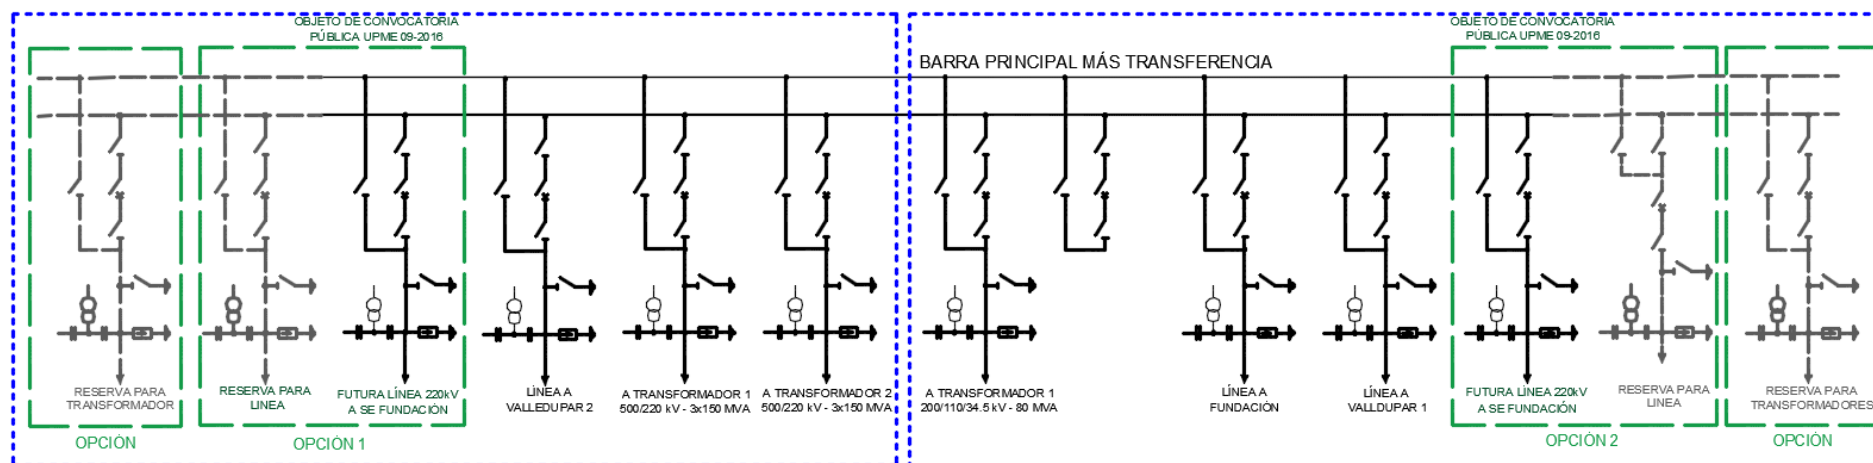 OBJETO DE CONVOCATORIA
PÚBLICA UPME 09-2016
OBJETO DE CONVOCATORIA
PÚBLICA UPME 09-2016
BARRA PRINCIPAL MÁS TRANSFERENCIA
RESERVA PARA
TRANSFORMADOR
RESERVA PARA
LINEA
FUTURA LÍNEA 220kV
A SE FUNDACIÓN
LÍNEA A
VALLEDUPAR 2
A TRANSFORMADOR 1
500/220 kV - 3x150 MVA
A TRANSFORMADOR 2
500/220 kV - 3x150 MVA
A TRANSFORMADOR 1
200/110/34.5 kV - 80 MVA
LÍNEA A
FUNDACIÓN
LÍNEA A
VALLDUPAR 1
FUTURA LÍNEA 220kV
A SE FUNDACIÓN
RESERVA PARA
LINEA
RESERVA PARA
TRANSFORMADORES
OPCIÓN
OPCIÓN 1
OPCIÓN 2
OPCIÓN